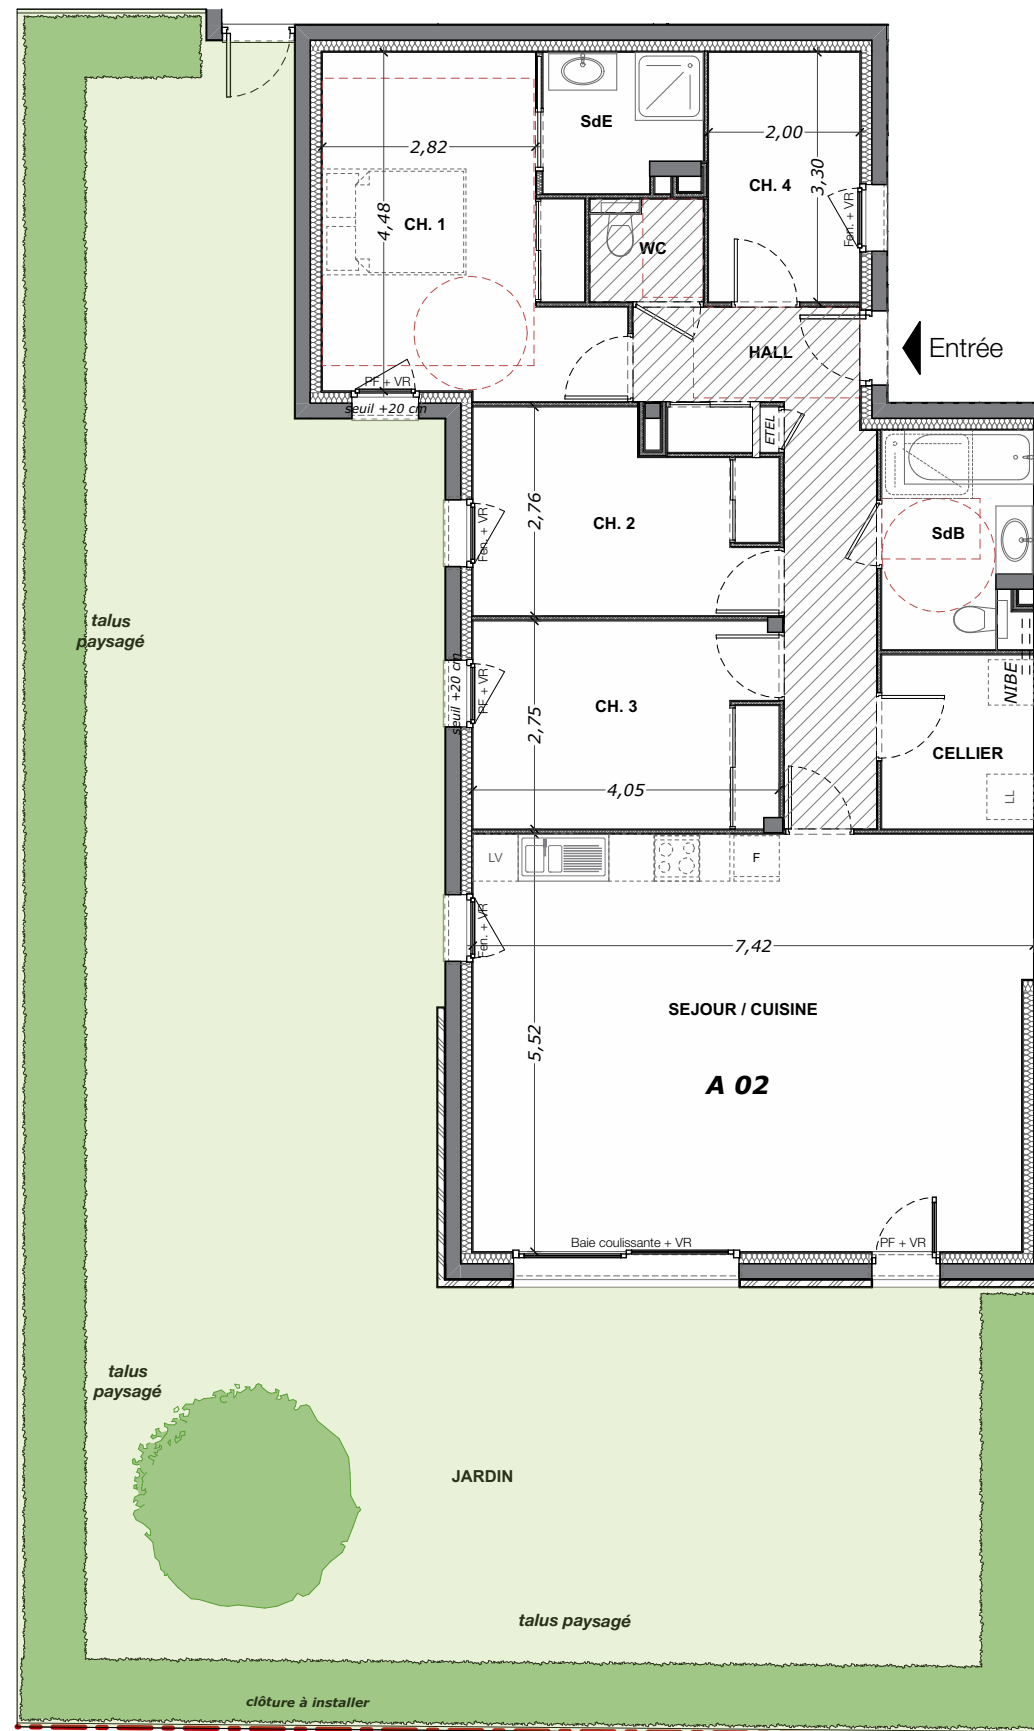 SdE
2,82
2,00
3,30
CH. 4
4,48
CH. 1
Fen. + VR
WC
HALL
Entrée
PF + VR
seuil +20 cm
ETEL
2,76
Fen. + VR
CH. 2
SdB
talus
paysagé
seuil +20 cm
PF + VR
NIBE
2,75
CH. 3
CELLIER
4,05
LL
LV
F
Fen. + VR
7,42
SEJOUR / CUISINE
5,52
A 02
Baie coulissante + VR
PF + VR
talus
paysagé
JARDIN
talus paysagé
clôture à installer